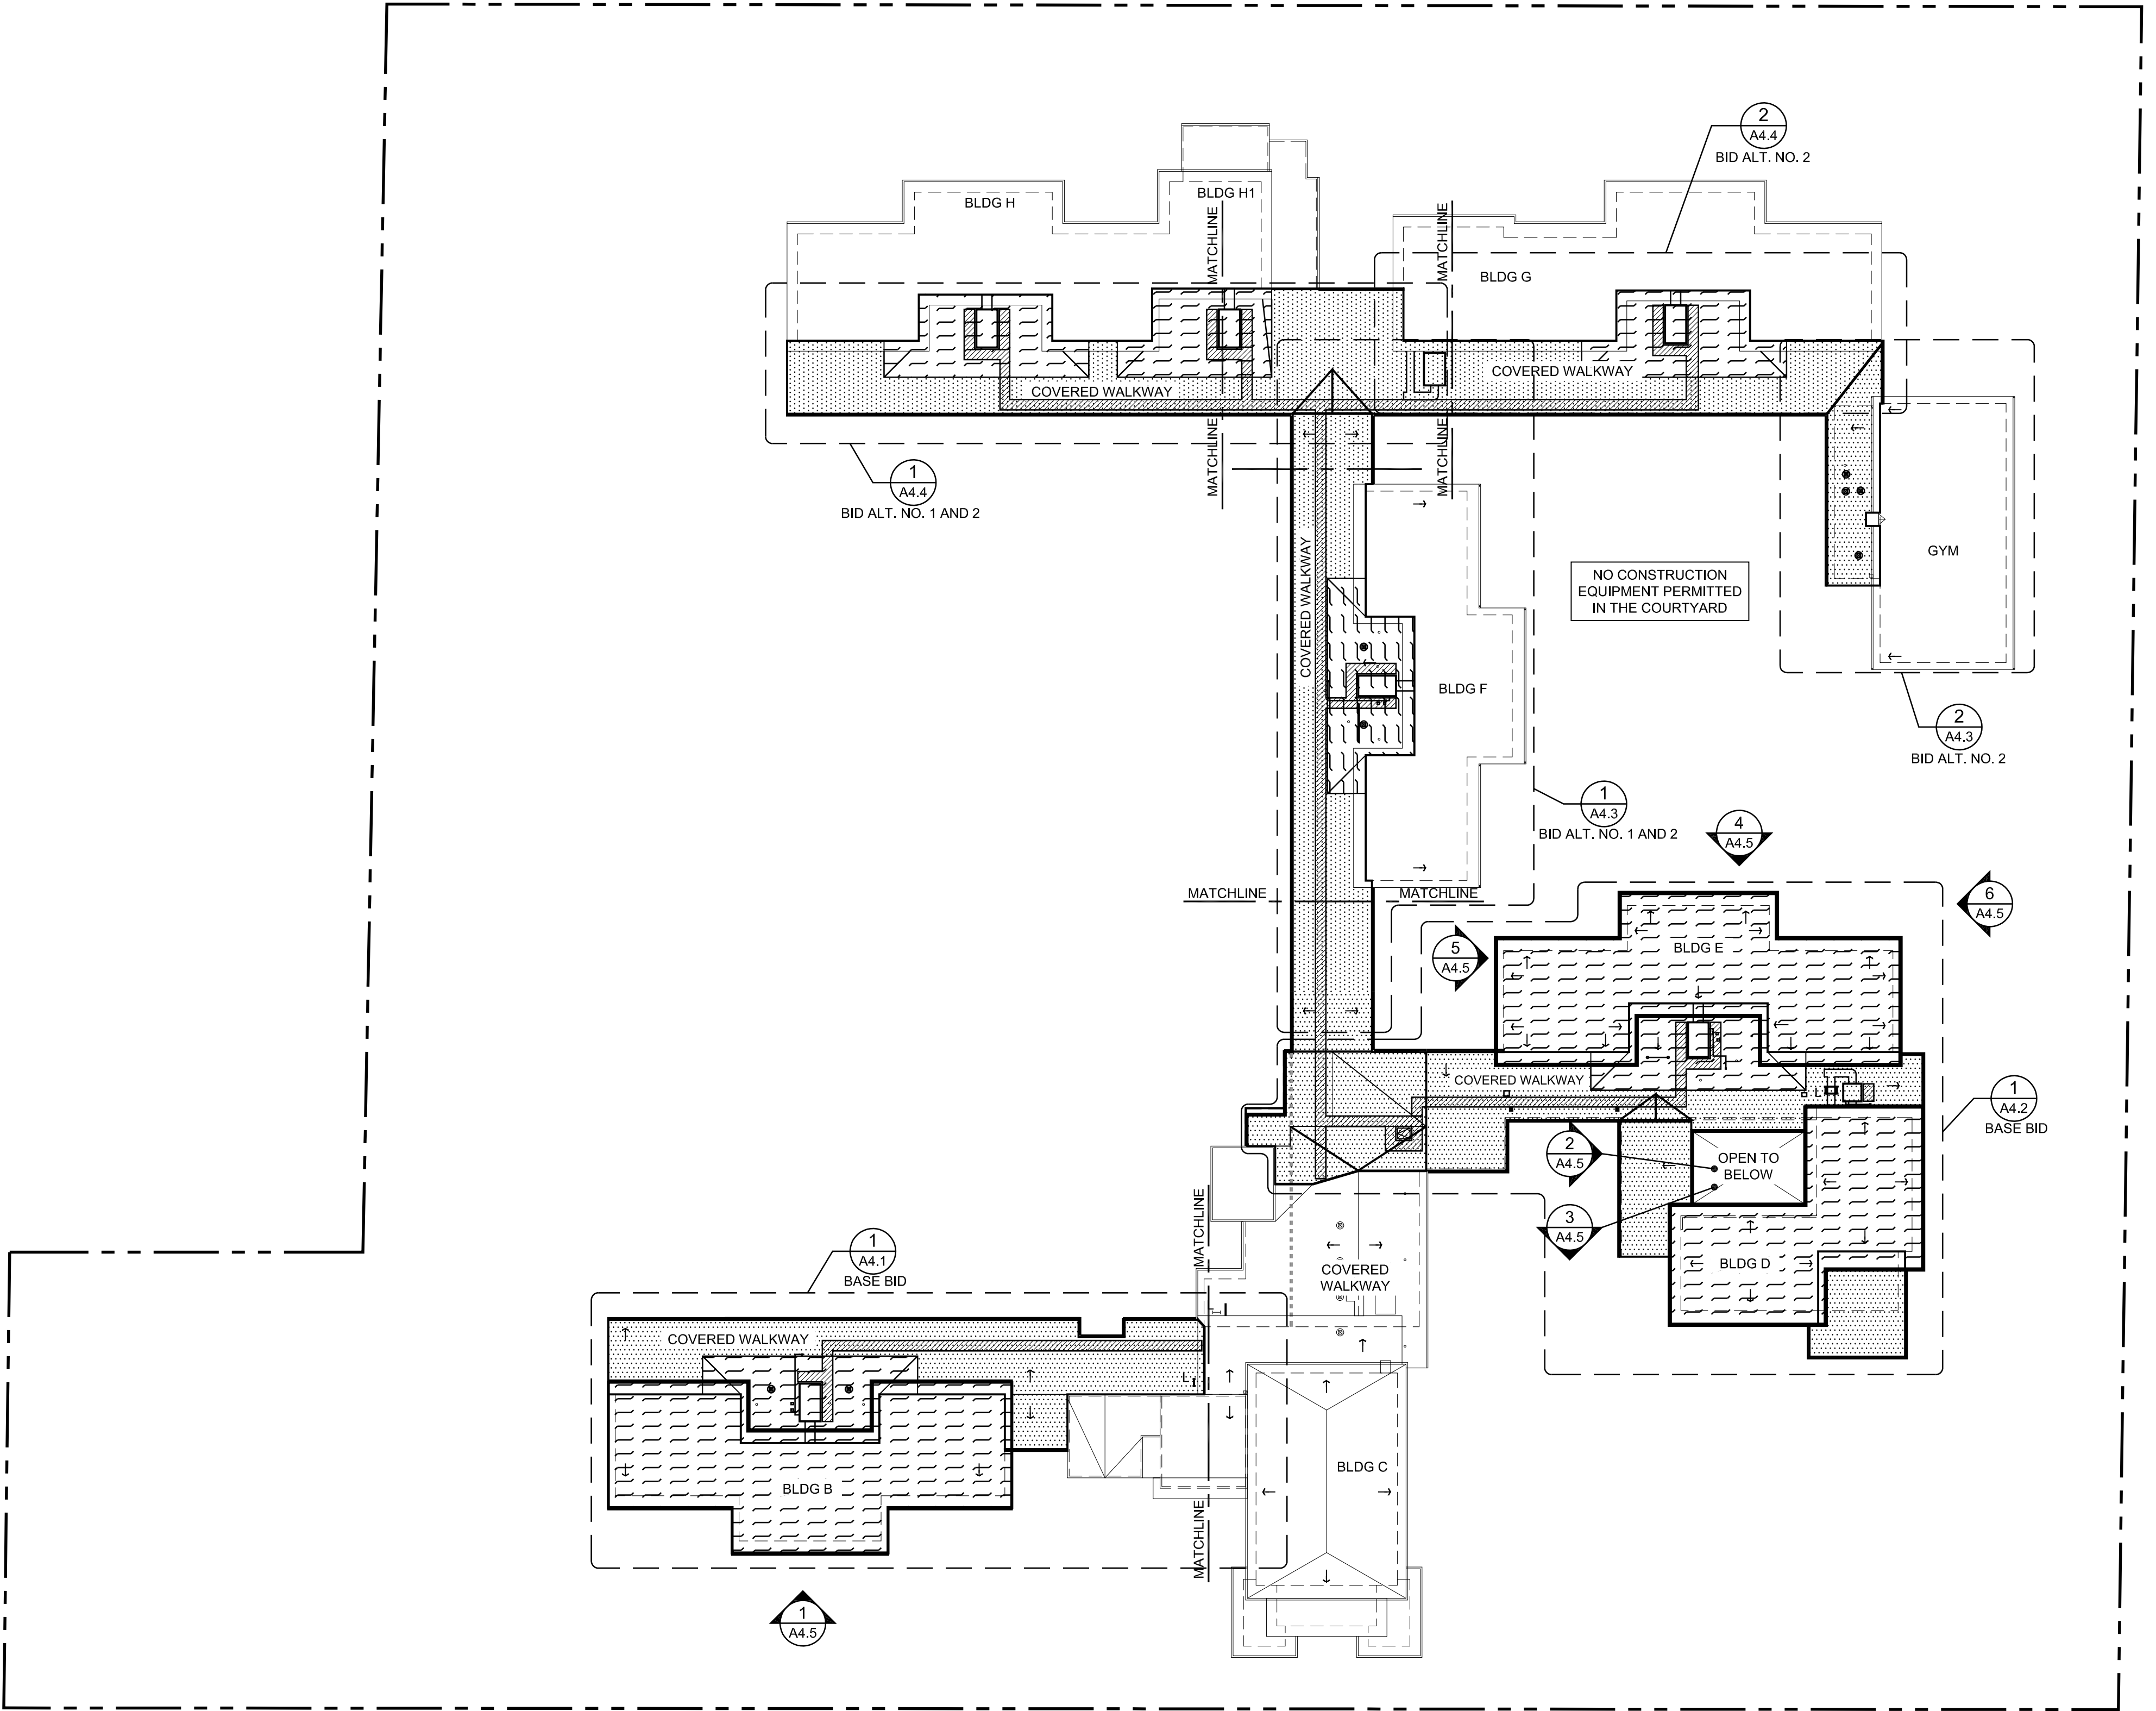 2
A4.4
BID ALT. NO. 2
BLDG H
BLDG H1
MATCHLINE
MATCHLINE
BLDG G
COVERED WALKWAY
COVERED WALKWAY
MATCHLINE
MATCHLINE
1
A4.4
BID ALT. NO. 1 AND 2
COVERED WALKWAY
NO CONSTRUCTION
EQUIPMENT PERMITTED
IN THE COURTYARD
GYM
BLDG F
2
A4.3
BID ALT. NO. 2
1
A4.3
BID ALT. NO. 1 AND 2
4
A4.5
MATCHLINE
MATCHLINE
6
A4.5
5
A4.5
BLDG E
COVERED WALKWAY
L
1
A4.2
BASE BID
2
A4.5
OPEN TO
BELOW
3
A4.5
BLDG D
MATCHLINE
1
A4.1
BASE BID
COVERED
WALKWAY
COVERED WALKWAY
L
BLDG C
BLDG B
MATCHLINE
1
A4.5